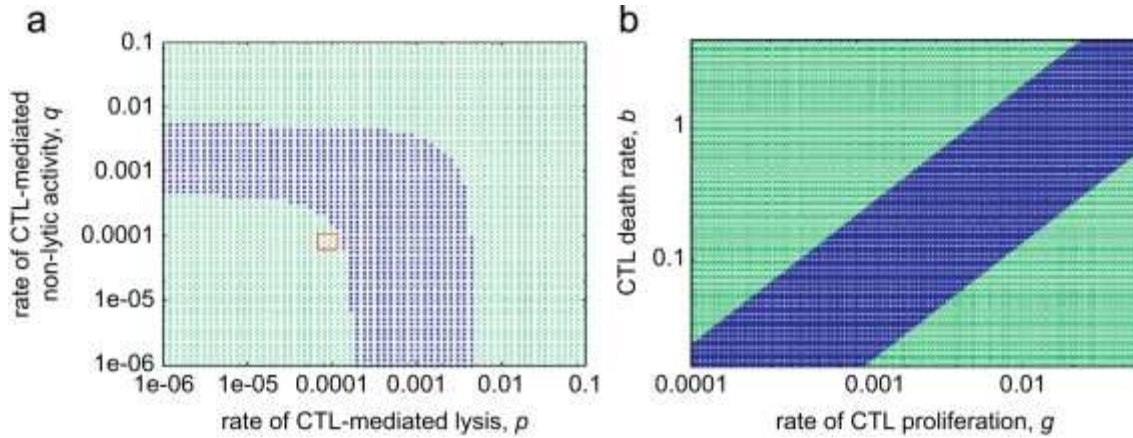 a
rate of CTL-mediated
non-lytic activity, q
0.1
0.01
0.001
0.0001
1e-05
1e-06
1e-06 1e-05 0.0001 0.001 0.01 0.1
rate of CTL-mediated lysis, p
b
CTL death rate, b
1
0.1
0.0001 0.001 0.01
rate of CTL proliferation, g